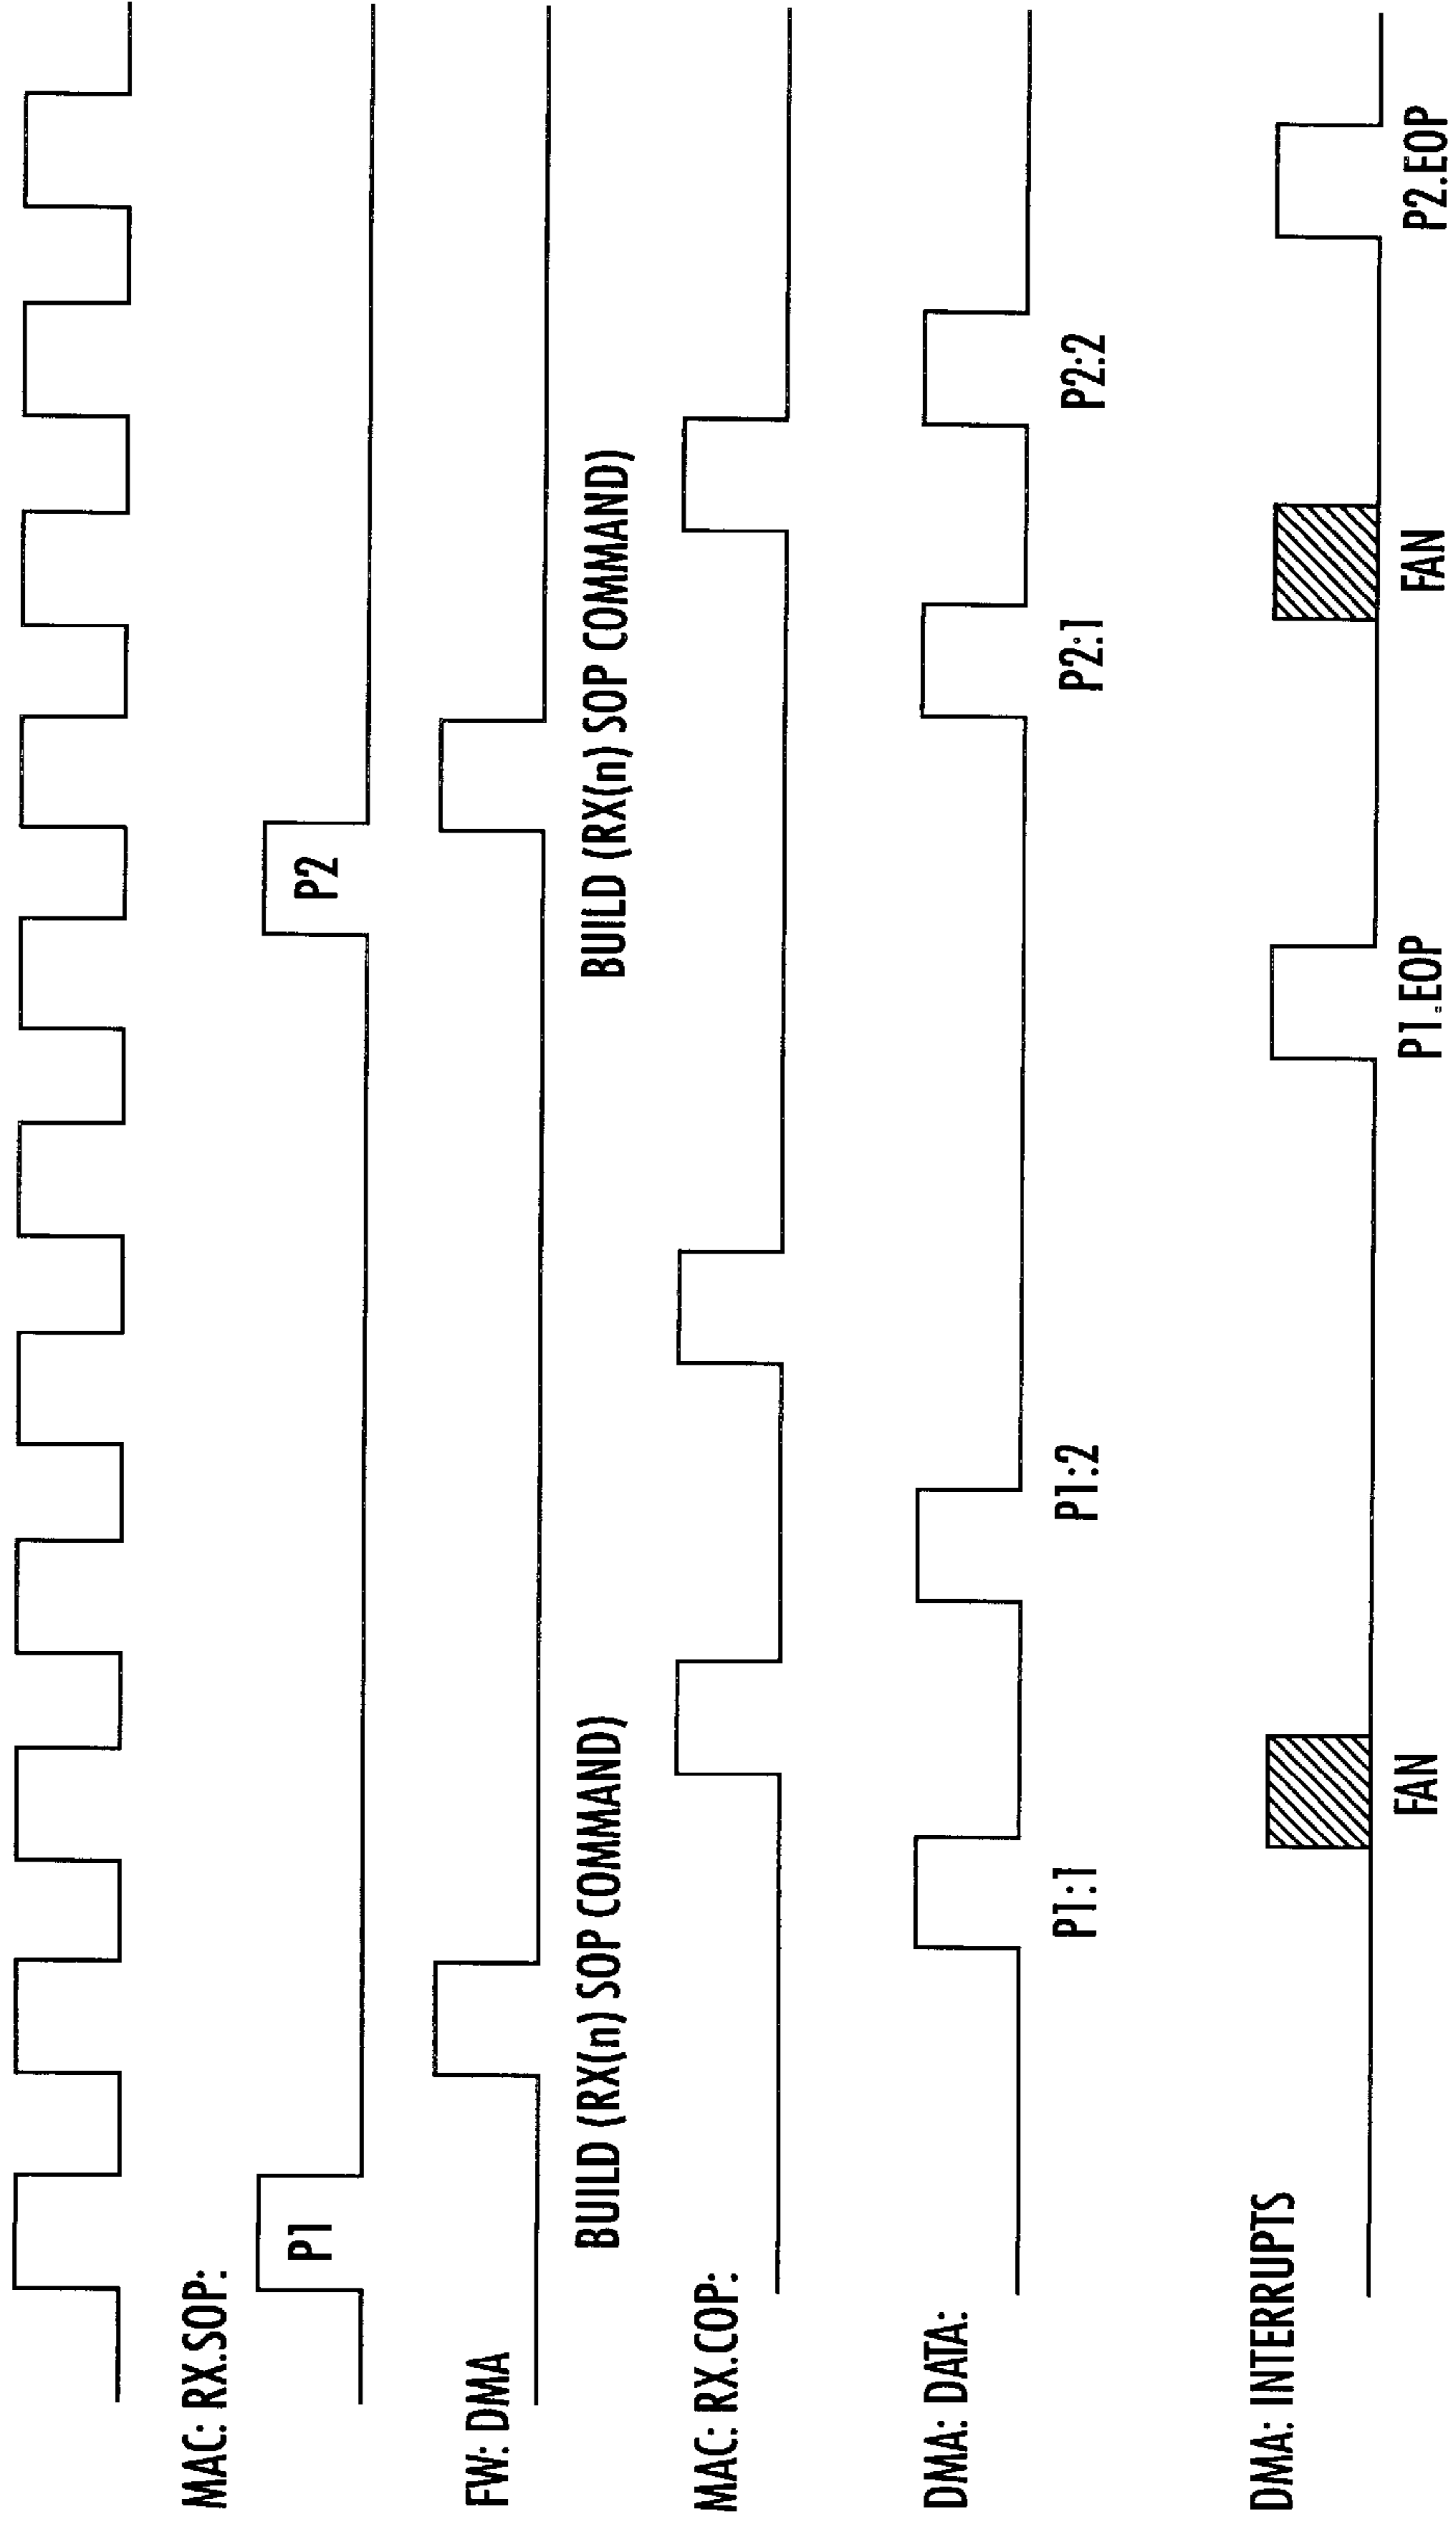 MAC: RX.SOP:
P1
P2
FW: DMA
BUILD (RX(n) SOP COMMAND)
BUILD (RX(n) SOP COMMAND)
MAC: RX.COP:
DMA: DATA:
P1:1
P1:2
P2:1
P2:2
DMA: INTERRUPTS
FAN
P1.EOP
FAN
P2.EOP